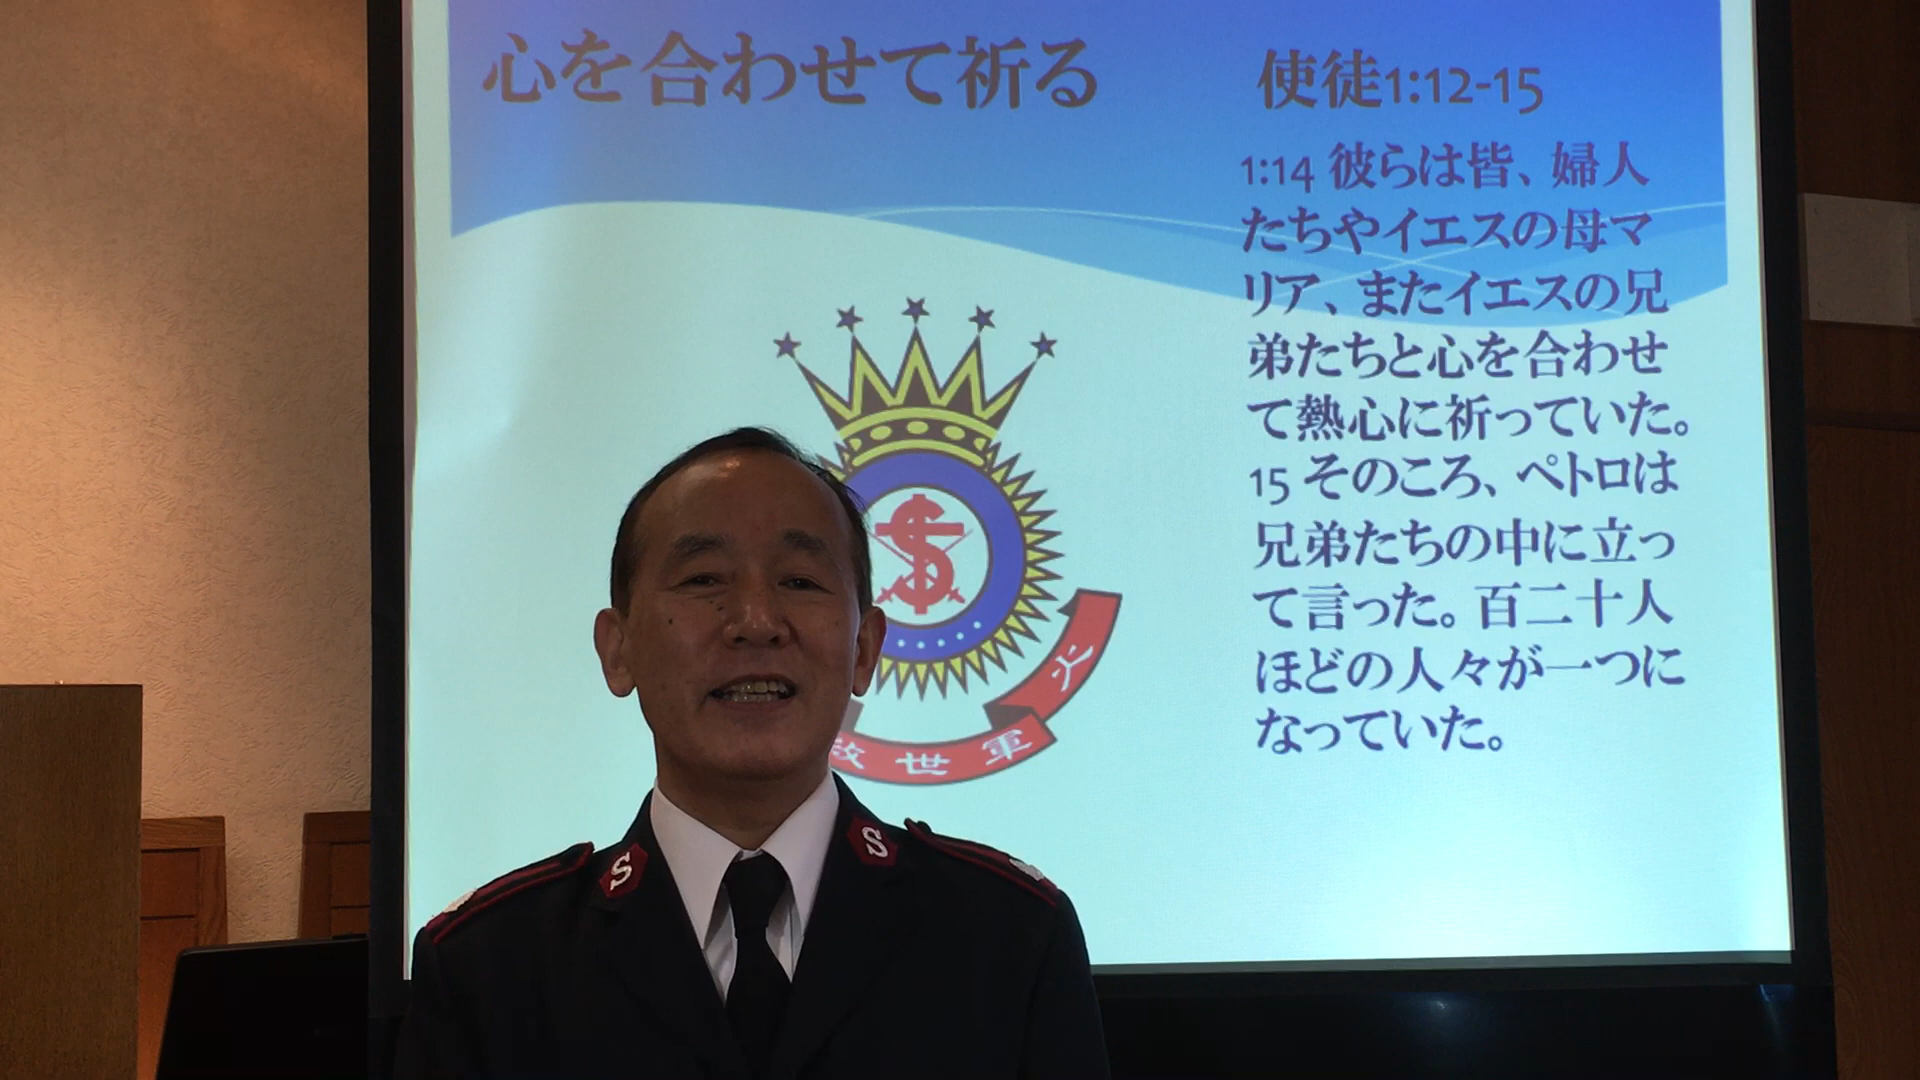 心を合わせて祈る
使徒1:12-15
1:14 彼らは皆、婦人
たちやイエスの母マ
リア、またイエスの兄
弟たちと心を合わせ
て熱心に祈っていた。
15 そのころ、ペトロは
兄弟たちの中に立っ
て言った。百二十人
ほどの人々が一つに
なっていた。
S
火
救世軍
S
S